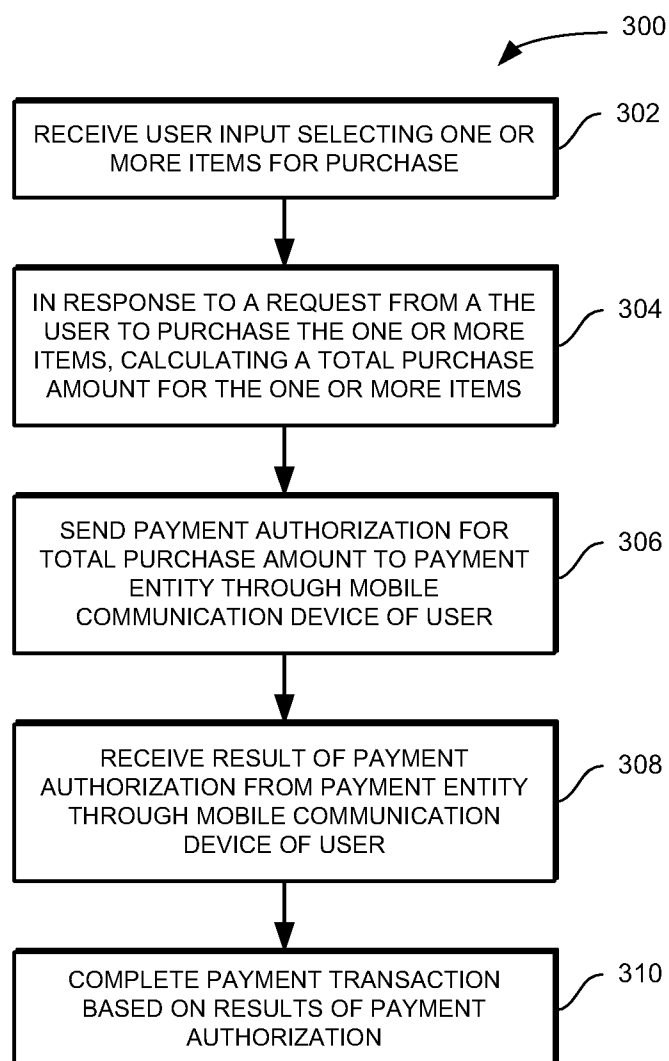 300
RECEIVE USER INPUT SELECTING ONE OR
MORE ITEMS FOR PURCHASE
302
IN RESPONSE TO A REQUEST FROM A THE
USER TO PURCHASE THE ONE OR MORE
ITEMS, CALCULATING A TOTAL PURCHASE
AMOUNT FOR THE ONE OR MORE ITEMS
304
SEND PAYMENT AUTHORIZATION FOR
TOTAL PURCHASE AMOUNT TO PAYMENT
ENTITY THROUGH MOBILE
COMMUNICATION DEVICE OF USER
306
RECEIVE RESULT OF PAYMENT
AUTHORIZATION FROM PAYMENT ENTITY
THROUGH MOBILE COMMUNICATION
DEVICE OF USER
308
COMPLETE PAYMENT TRANSACTION
BASED ON RESULTS OF PAYMENT
AUTHORIZATION
310